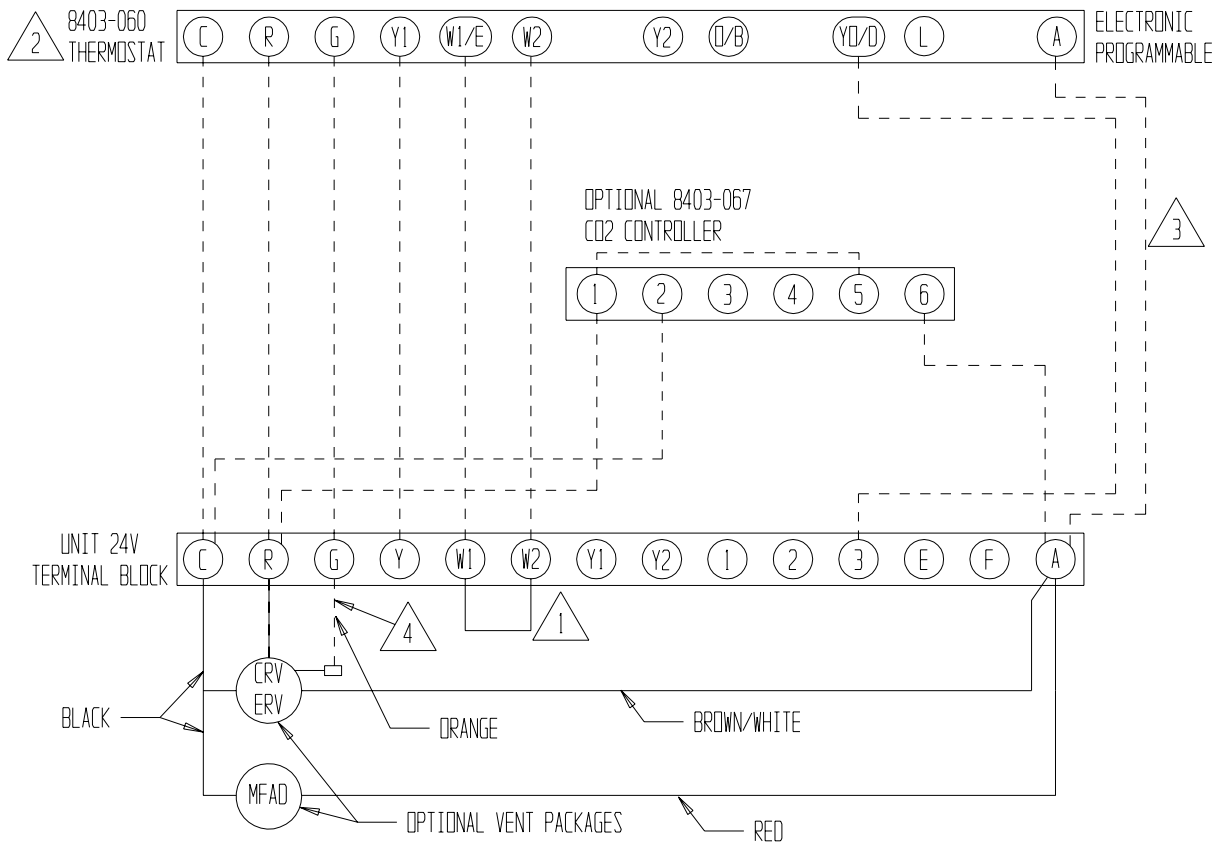 2
8403-060
THERMOSTAT
C R G Y1 W1/E W2 Y2 O/B YO/D L A
ELECTRONIC
PROGRAMMABLE
OPTIONAL 8403-067
CO2 CONTROLLER
3
1 2 3 4 5 6
UNIT 24V
TERMINAL BLOCK
C R G Y W1 W2 Y1 Y2 1 2 3 E F A
4
1
CRV
ERV
BLACK
ORANGE
BROWN/WHITE
MFAD
OPTIONAL VENT PACKAGES
RED